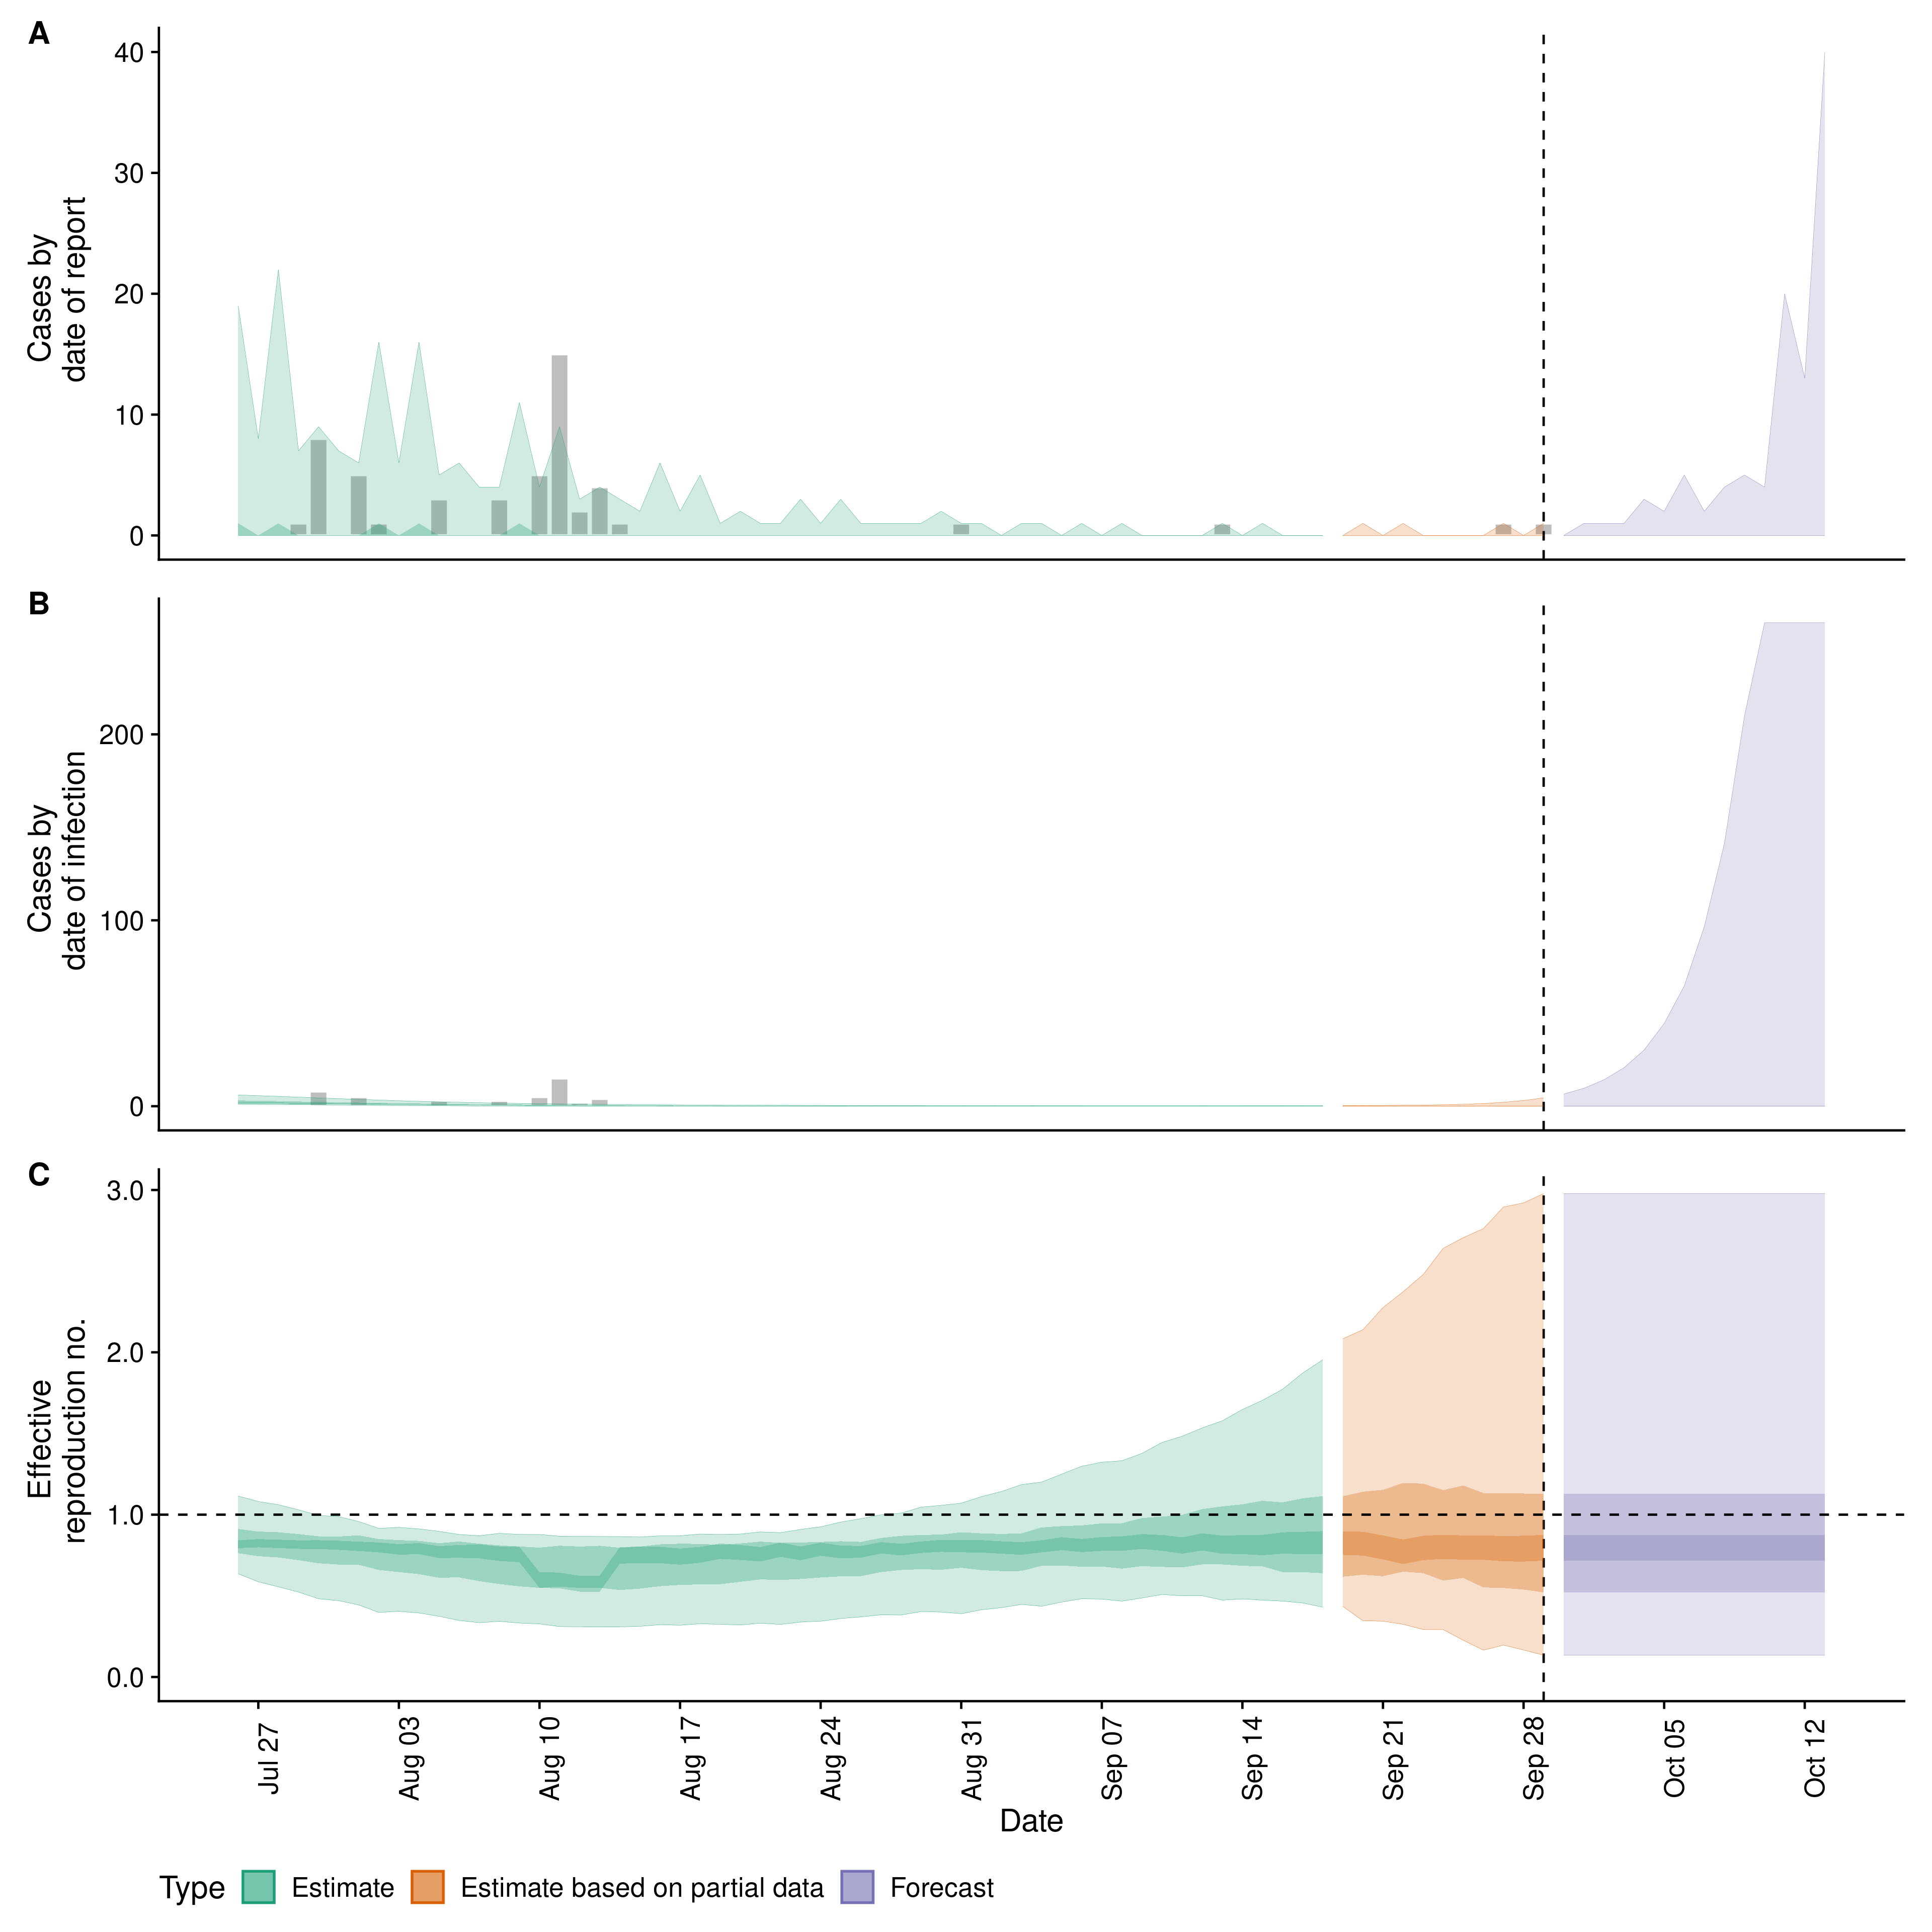 A
Cases by
date of report
40
30
20
10
0
B
Cases by
date of infection
200
100
0
C
Effective
reproduction no.
3.0
2.0
1.0
0.0
Jul 27
Aug 03
Aug 10
Aug 17
Aug 24
Aug 31
Sep 07
Sep 14
Sep 21
Sep 28
Oct 05
Oct 12
Date
Type Estimate Estimate based on partial data Forecast